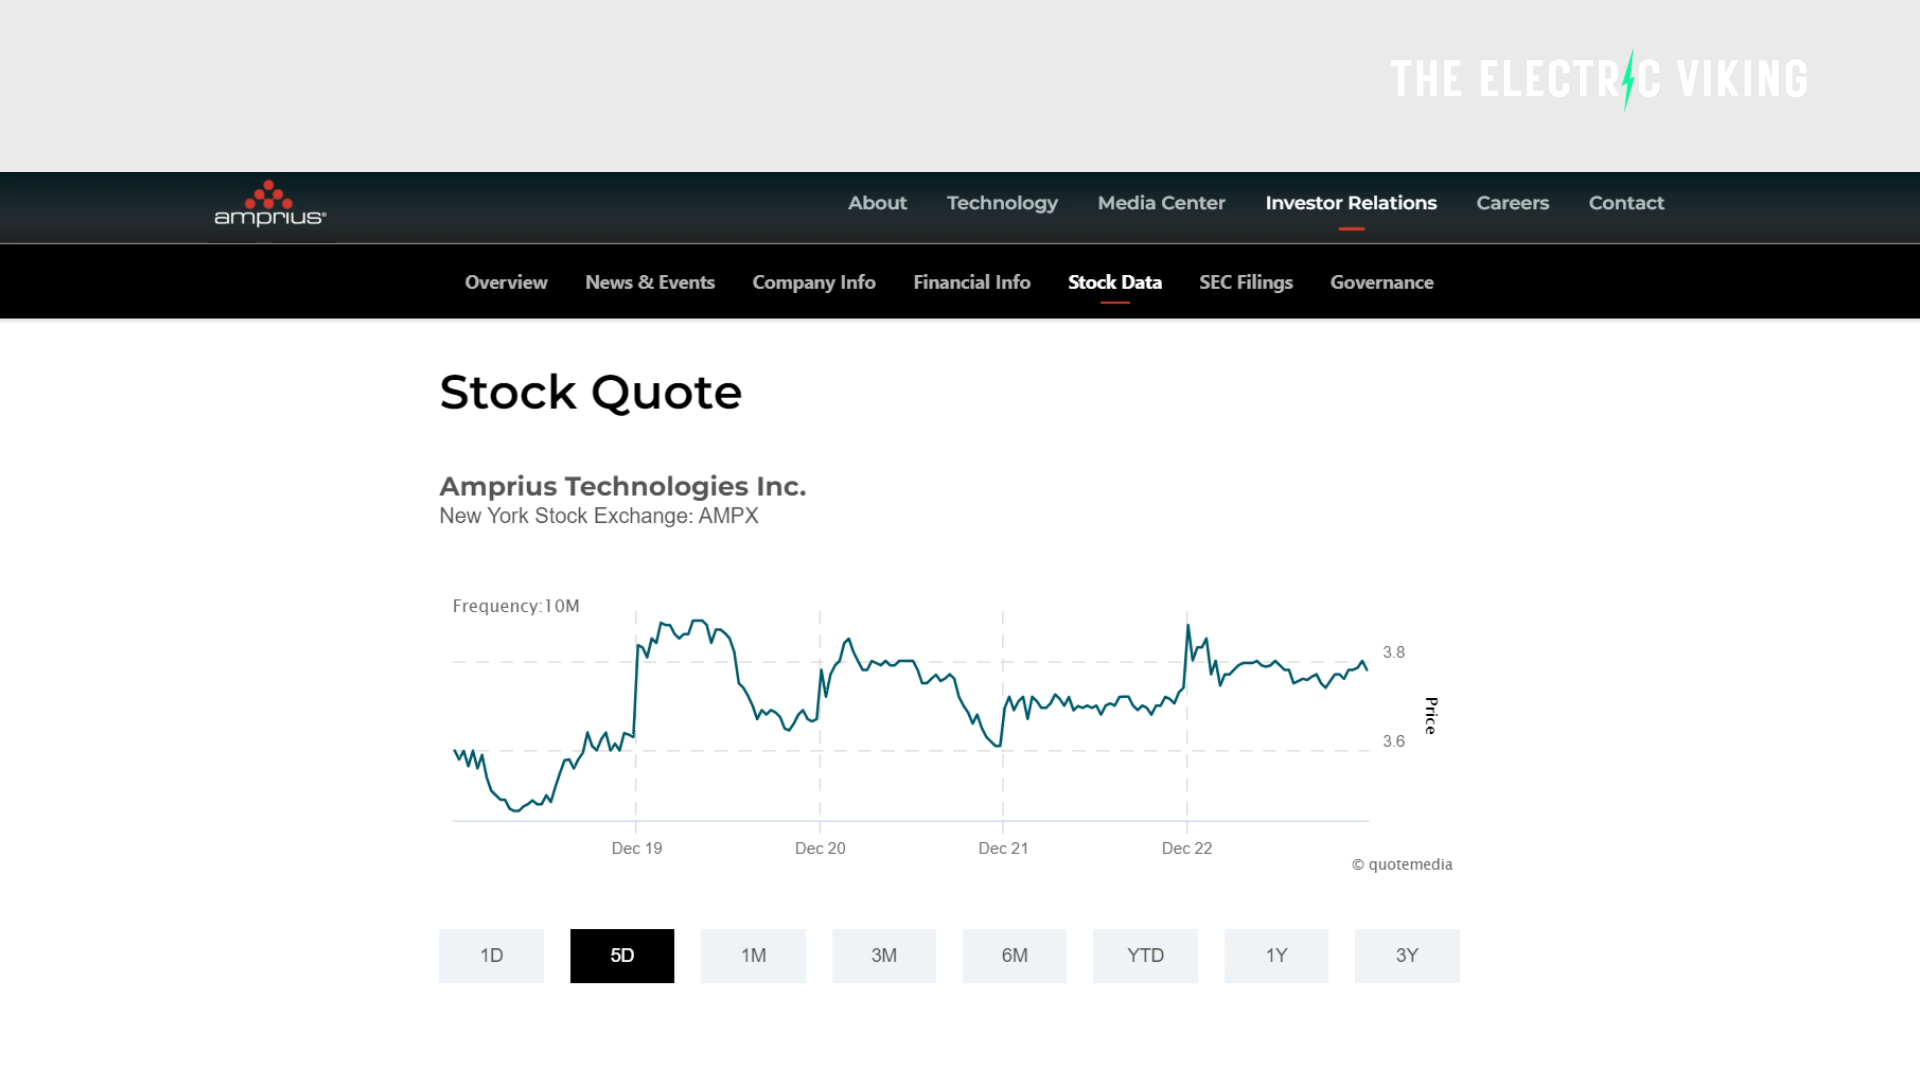 THE ELECTRIC VIKING
amprius
About Technology Media Center Investor Relations Careers Contact
Overview News & Events Company Info Financial Info Stock Data SEC Filings Governance
Stock Quote
Amprius Technologies Inc.
New York Stock Exchange: AMPX
Frequency:10M
3.8
Price
3.6
Dec 19 Dec 20 Dec 21 Dec 22
© quotemedia
1D 5D 1M 3M 6M YTD 1Y 3Y